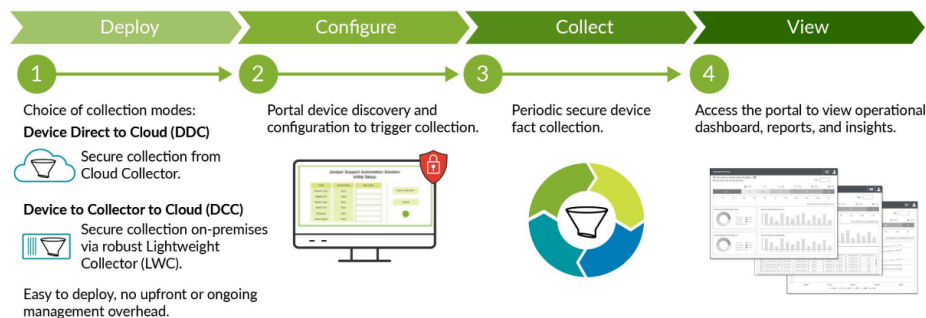 Deploy
Configure
Collect
View
1
2
3
4
Choice of collection modes:
Device Direct to Cloud (DDC)
Secure collection from
Cloud Collector.
Device to Collector to Cloud (DCC)
Secure collection on-premises
via robust Lightweight
Collector (LWC).
Easy to deploy, no upfront or ongoing
management overhead.
Portal device discovery and
configuration to trigger collection.
Juniper Support Automation Solution
Initial Setup
Periodic secure device
fact collection.
Access the portal to view operational
dashboard, reports, and insights.